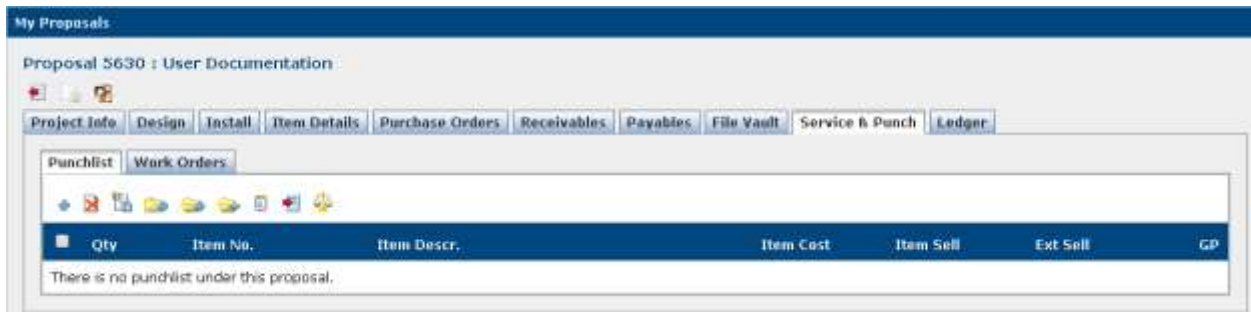 My Proposals
Proposal 5630 : User Documentation
Project Info Design Install Item Details Purchase Orders Receivables Payables File Vault Service & Punch Ledger
Punchlist Work Orders
Qty Item No. Item Descr. Item Cost Item Sell Ext Sell GP
There is no punchlist under this proposal.